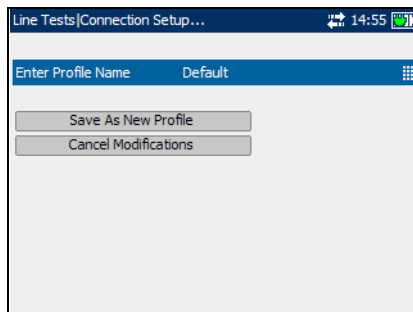 Line Tests|Connection Setup... 14:55
Enter Profile Name Default
Save As New Profile
Cancel Modifications